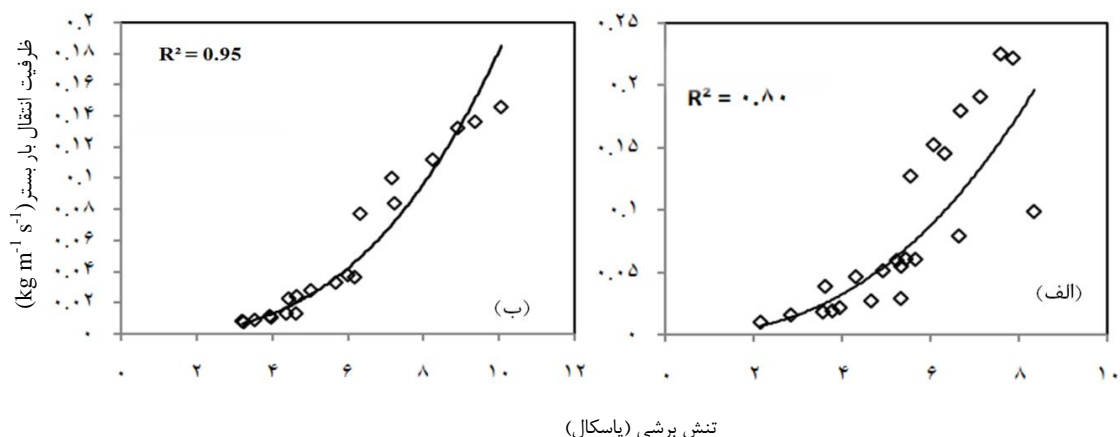 ظرفیت انتقال بار بستر (kg m⁻¹ s⁻¹)
۰.۲
۰.۱۸
۰.۱۶
۰.۱۴
۰.۱۲
۰.۱
۰.۰۸
۰.۰۶
۰.۰۴
۰.۰۲
۰
R² = 0.95
(ب)
۰ ۲ ۴ ۶ ۸ ۱۰ ۱۲
۰.۲۵
۰.۲
۰.۱۵
۰.۱
۰.۰۵
۰
R² = ۰.۸۰
(الف)
۰ ۲ ۴ ۶ ۸ ۱۰
تنش برشی (پاسکال)